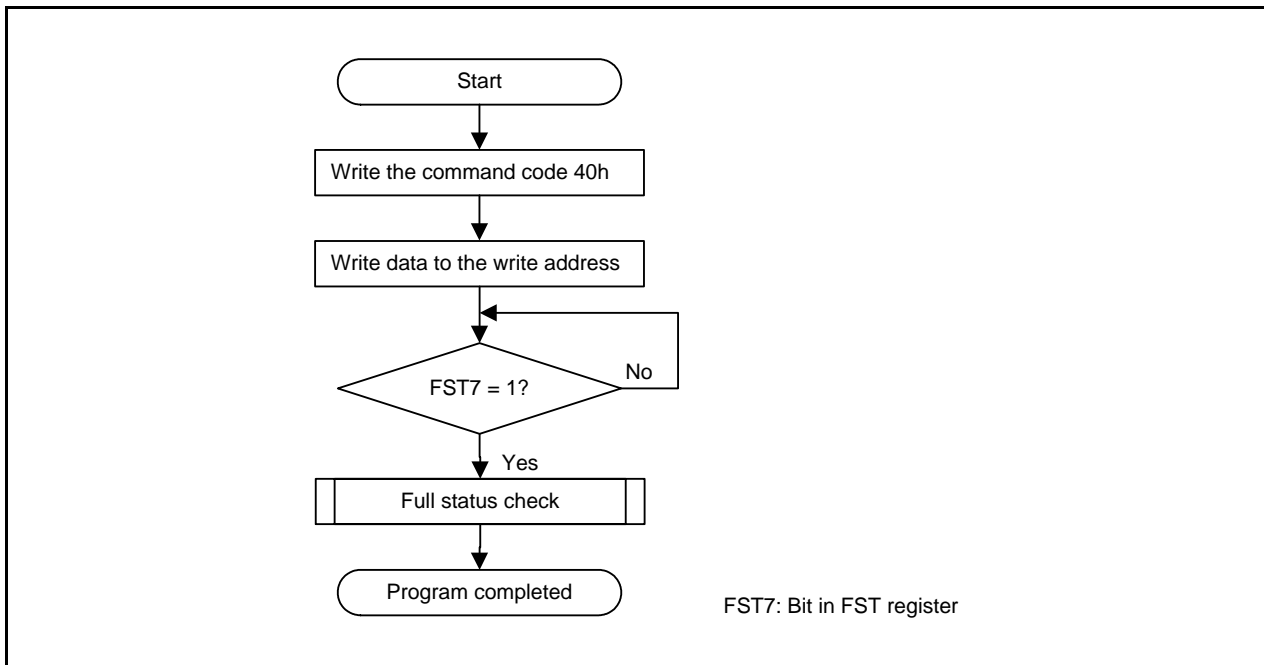 Start
Write the command code 40h
Write data to the write address
No
FST7 = 1?
Yes
Full status check
Program completed
FST7: Bit in FST register